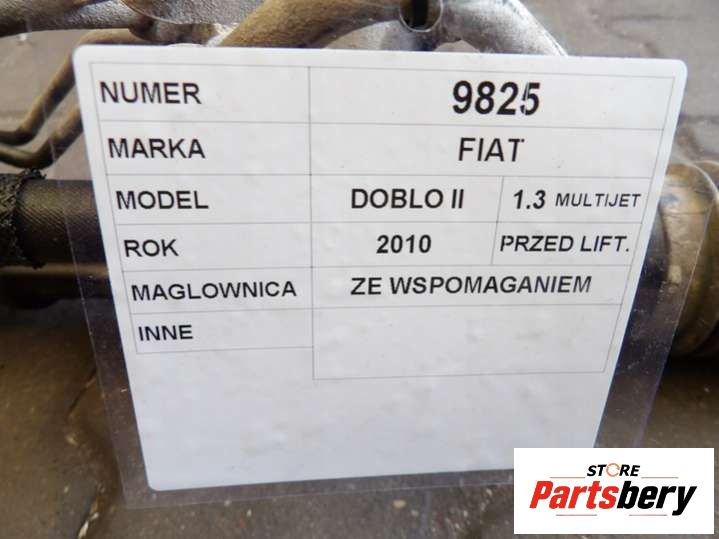 NUMER 9825
MARKA FIAT
MODEL DOBLO II 1.3 MULTIJET
ROK 2010 PRZED LIFT.
MAGLOWNICA ZE WSPOMAGANIEM
INNE
STORE
Partsbery